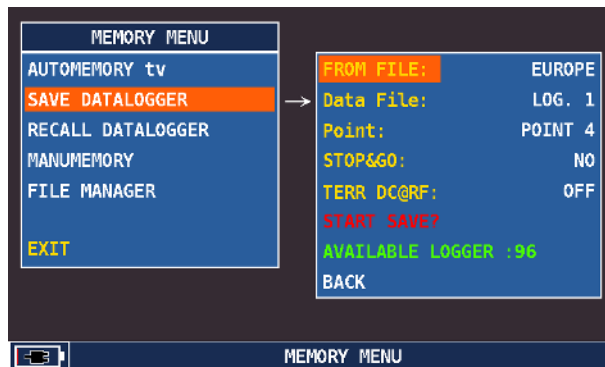 MEMORY MENU
AUTOMEMORY tv
SAVE DATALOGGER
RECALL DATALOGGER
MANUMEMORY
FILE MANAGER
EXIT
FROM FILE: EUROPE
Data File: LOG. 1
Point: POINT 4
STOP&GO: NO
TERR DC@RF: OFF
START SAVE?
AVAILABLE LOGGER :96
BACK
MEMORY MENU